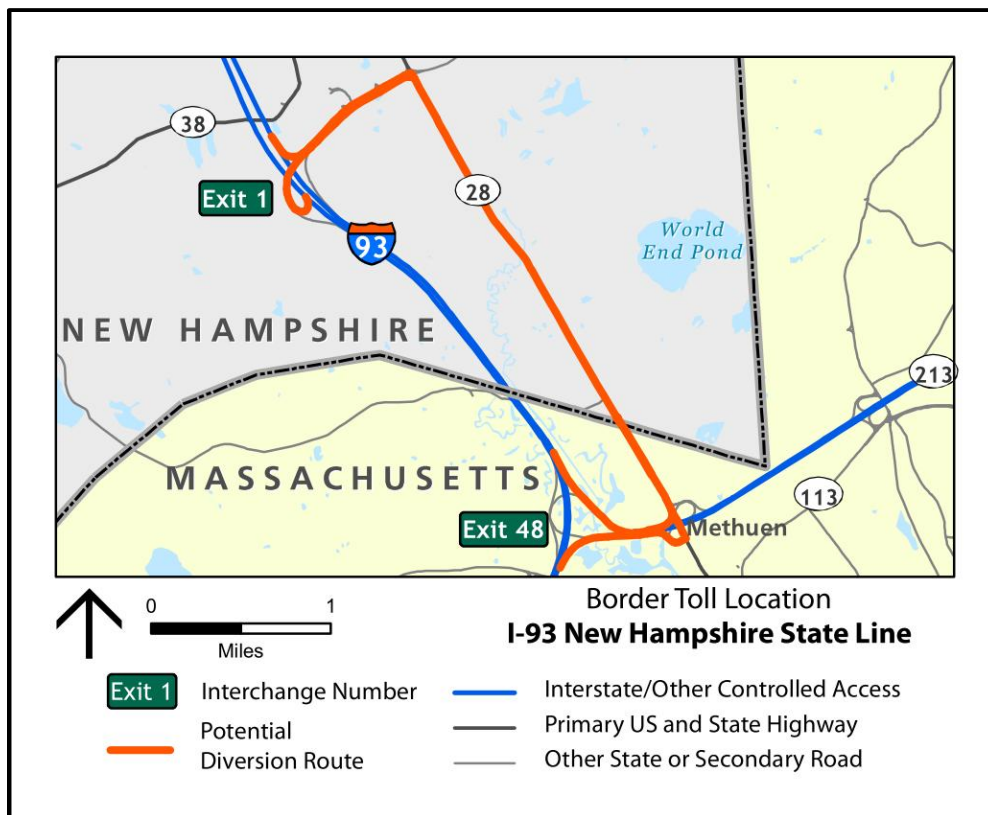 38
Exit 1
28
93
World
End Pond
NEW HAMPSHIRE
213
MASSACHUSETTS
113
Exit 48
Methuen
0 1
Miles
Border Toll Location
I-93 New Hampshire State Line
Exit 1 Interchange Number
Potential
Diversion Route
Interstate/Other Controlled Access
Primary US and State Highway
Other State or Secondary Road